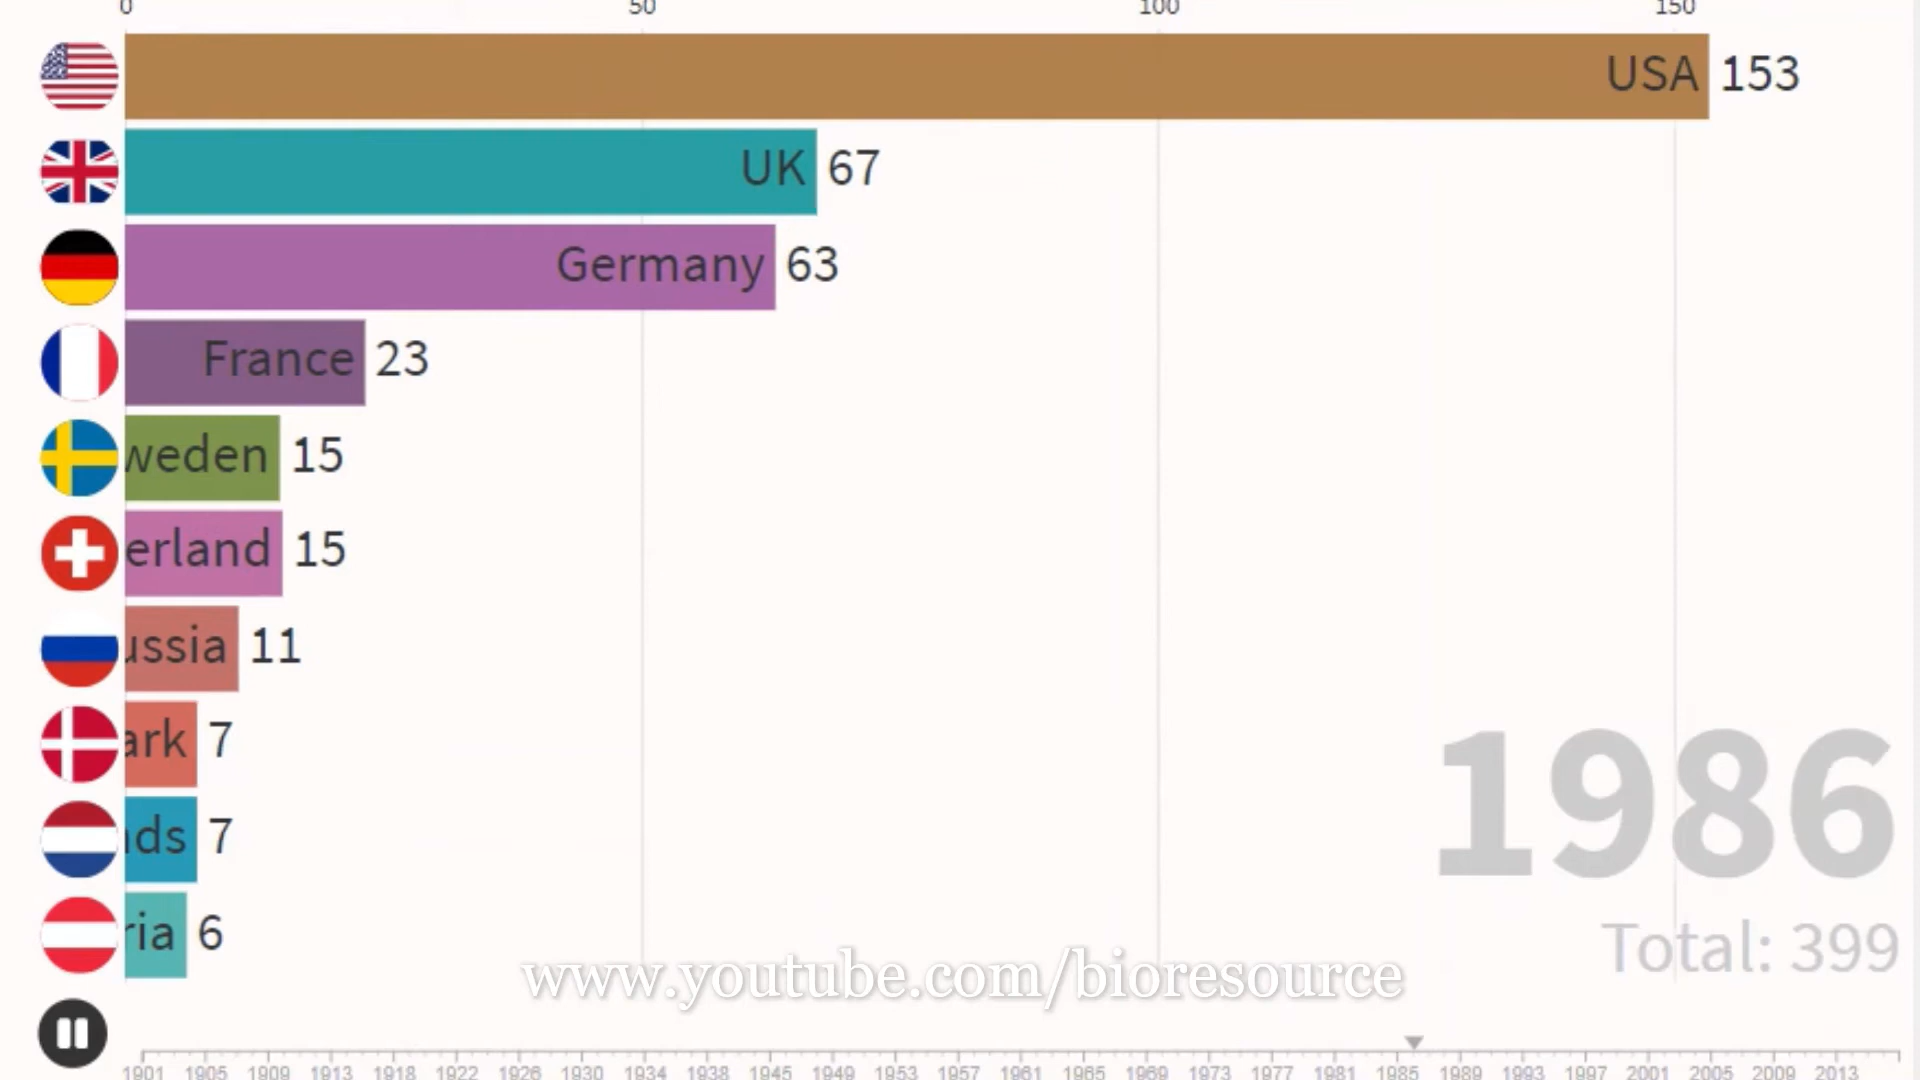 0 50 100 150
USA 153
UK 67
Germany 63
France 23
weden 15
erland 15
ussia 11
ark 7
nds 7
ria 6
1986
Total: 399
www.youtube.com/bioresource
1901 1905 1909 1913 1918 1922 1926 1930 1934 1938 1945 1949 1953 1957 1961 1965 1969 1973 1977 1981 1985 1989 1993 1997 2001 2005 2009 2013